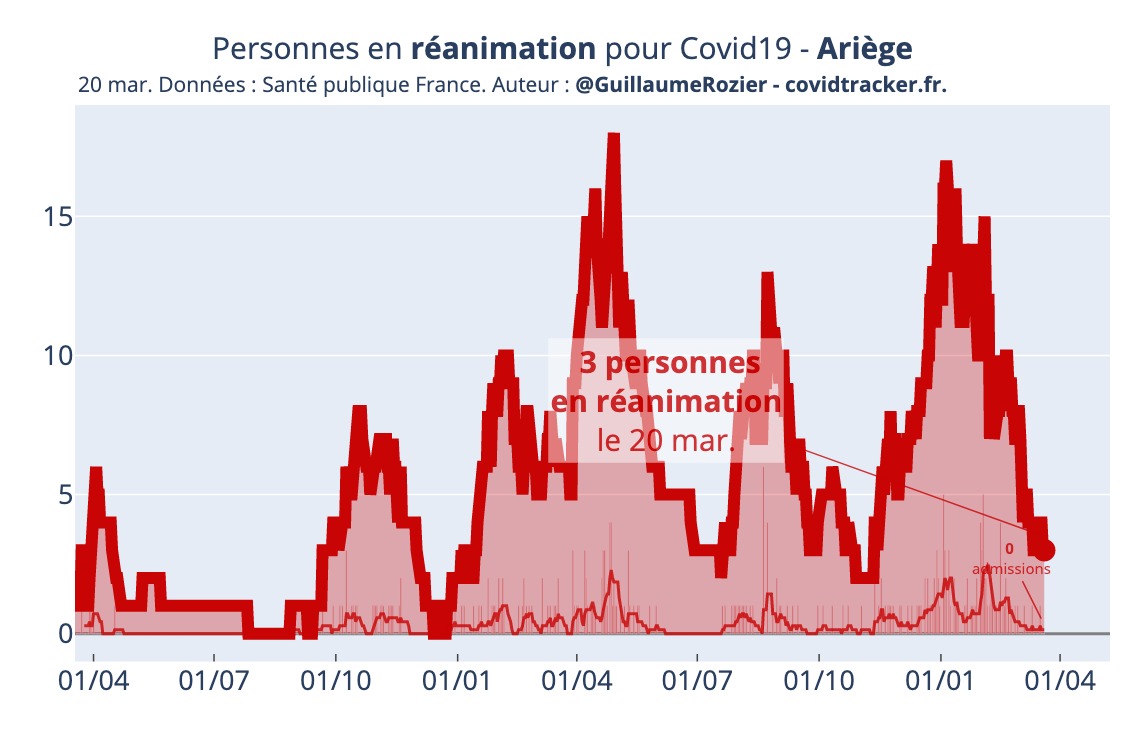 Personnes en réanimation pour Covid19 - Ariège
20 mar. Données : Santé publique France. Auteur : @GuillaumeRozier - covidtracker.fr.
15
10
5
0
3 personnes
en réanimation
le 20 mar.
0
admissions
01/04 01/07 01/10 01/01 01/04 01/07 01/10 01/01 01/04